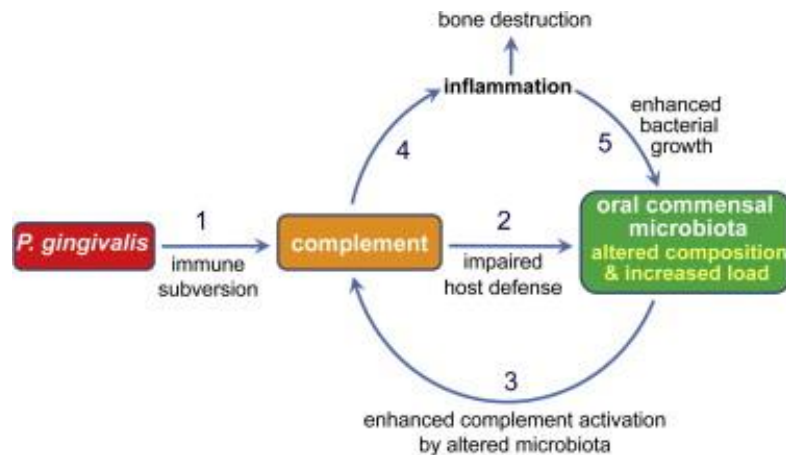 bone destruction
inflammation
enhanced
bacterial
growth
4
5
P. gingivalis
1
immune
subversion
complement
2
impaired
host defense
oral commensal
microbiota
altered composition
& increased load
3
enhanced complement activation
by altered microbiota